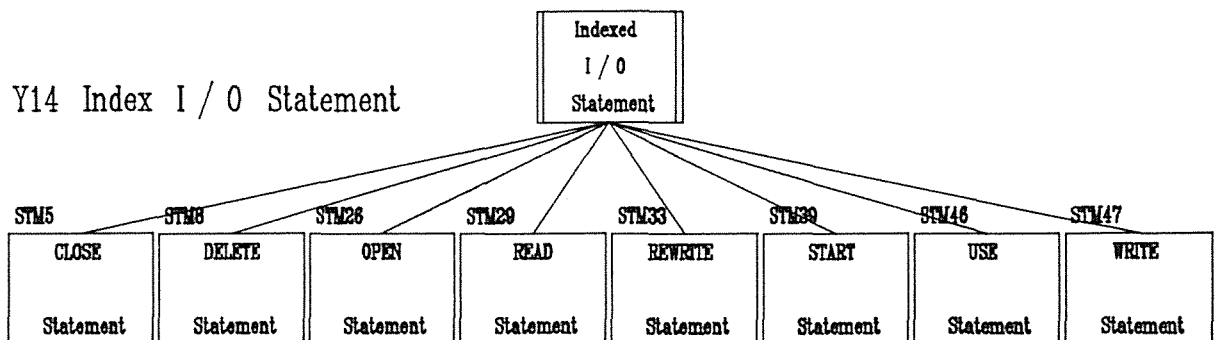 Indexed
I / O
Statement
Y14 Index I / O Statement
STM5 STM8 STM26 STM29 STM33 STM39 STM46 STM47
CLOSE DELETE OPEN READ REWRITE START USE WRITE
Statement Statement Statement Statement Statement Statement Statement Statement